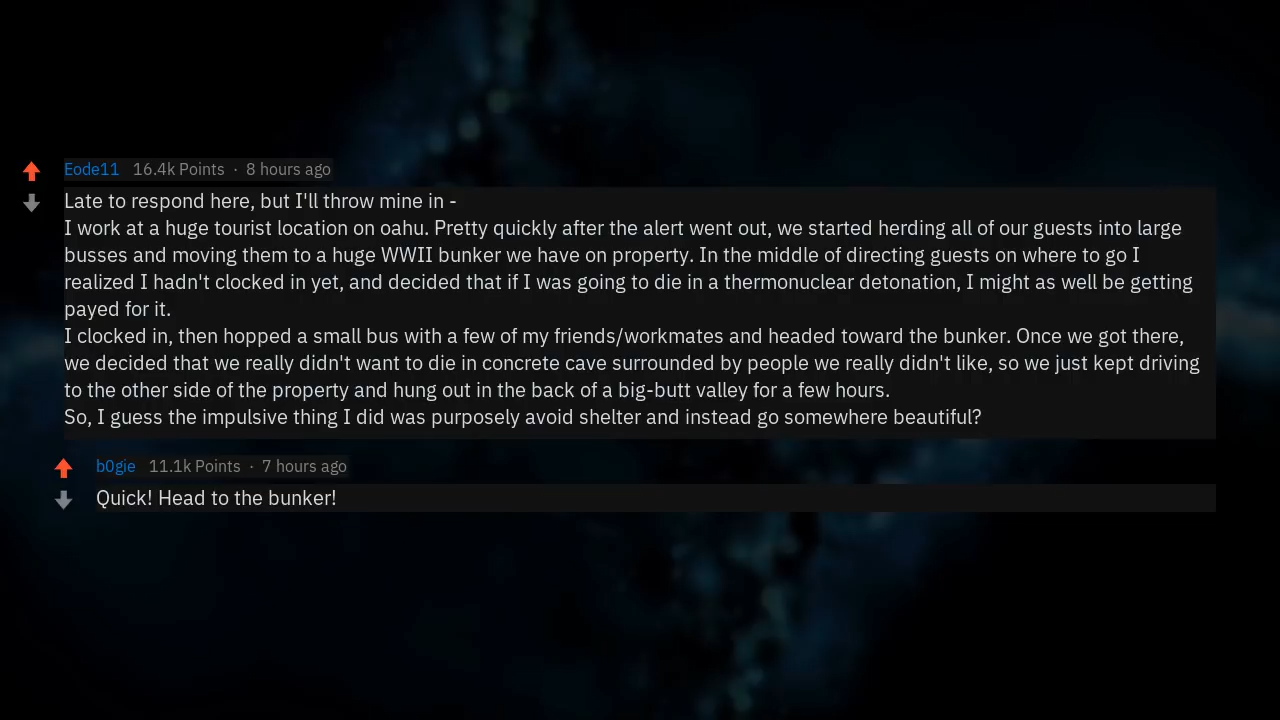 Eode11 16.4k Points · 8 hours ago
Late to respond here, but I'll throw mine in -
I work at a huge tourist location on oahu. Pretty quickly after the alert went out, we started herding all of our guests into large
busses and moving them to a huge WWII bunker we have on property. In the middle of directing guests on where to go I
realized I hadn't clocked in yet, and decided that if I was going to die in a thermonuclear detonation, I might as well be getting
payed for it.
I clocked in, then hopped a small bus with a few of my friends/workmates and headed toward the bunker. Once we got there,
we decided that we really didn't want to die in concrete cave surrounded by people we really didn't like, so we just kept driving
to the other side of the property and hung out in the back of a big-butt valley for a few hours.
So, I guess the impulsive thing I did was purposely avoid shelter and instead go somewhere beautiful?
b0gie 11.1k Points · 7 hours ago
Quick! Head to the bunker!